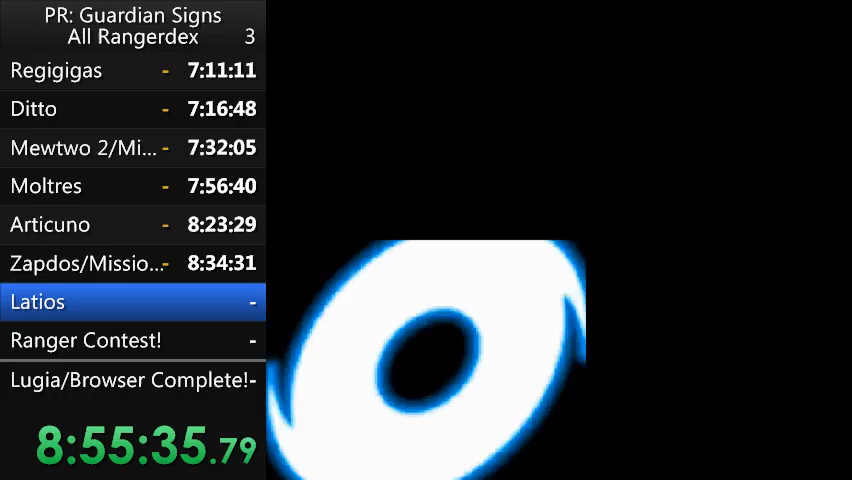 PR: Guardian Signs
All Rangerdex 3
Regigigas - 7:11:11
Ditto - 7:16:48
Mewtwo 2/Mi... - 7:32:05
Moltres - 7:56:40
Articuno - 8:23:29
Zapdos/Missio... - 8:34:31
Latios -
Ranger Contest! -
Lugia/Browser Complete! -
8:55:35.79